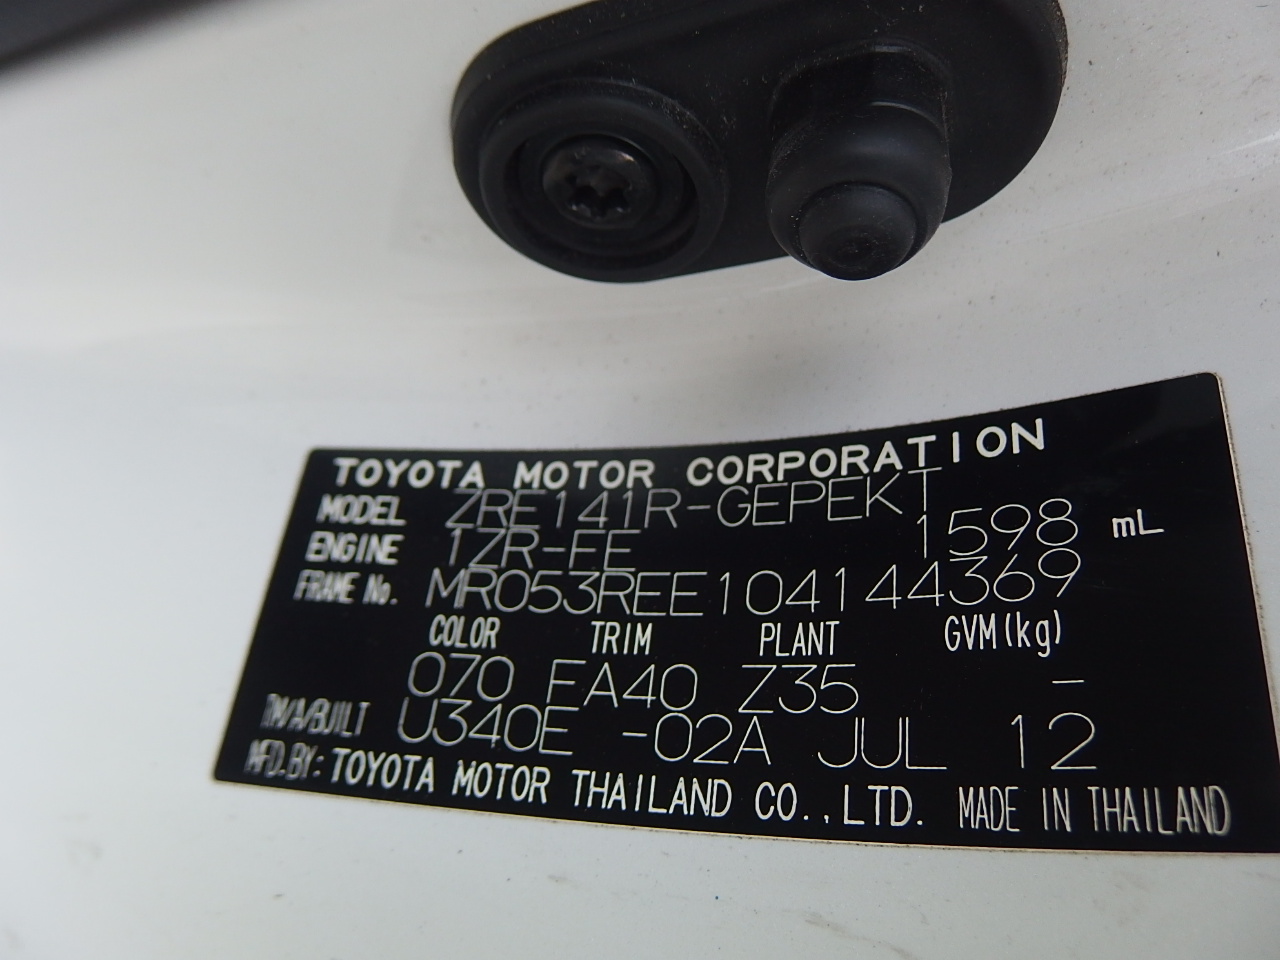 TOYOTA MOTOR CORPORATION
MODEL ZRE141R-GEPEKT
ENGINE 1ZR-FE 1598 mL
FRAME No. MR053REE104144369
COLOR TRIM PLANT GVM(kg)
070 FA40 Z35 -
TM/A/BUILT U340E -02A JUL 12
MFD.BY: TOYOTA MOTOR THAILAND CO.,LTD. MADE IN THAILAND